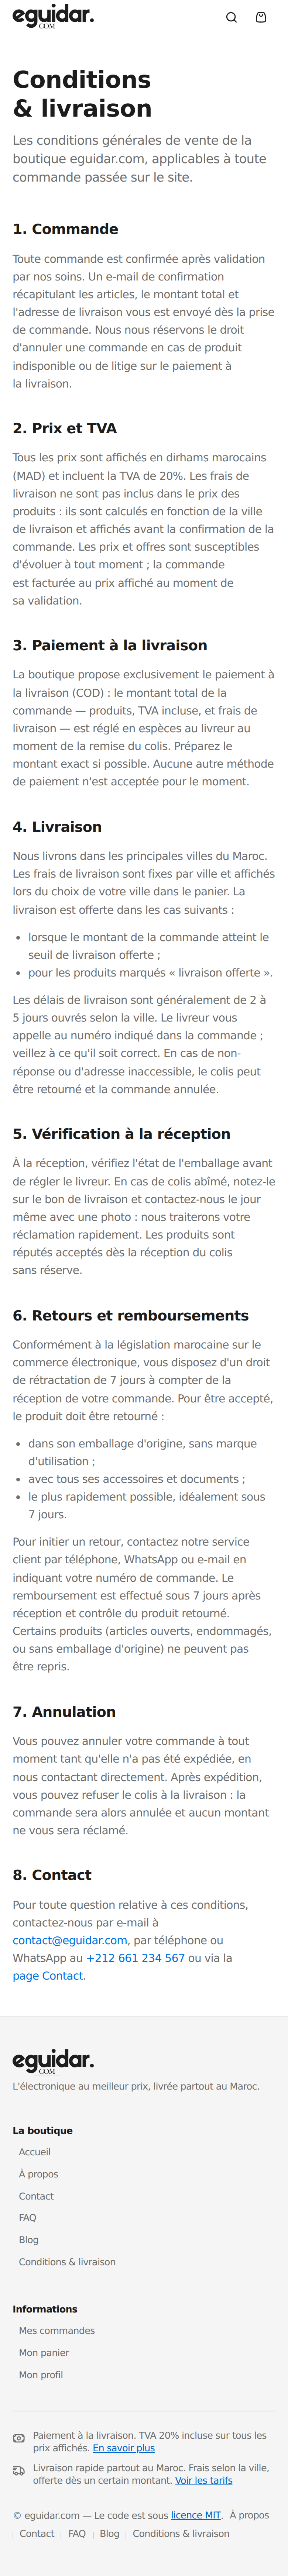 eguidar.
COM
Conditions
& livraison
Les conditions générales de vente de la
boutique eguidar.com, applicables à toute
commande passée sur le site.
1. Commande
Toute commande est confirmée après validation
par nos soins. Un e-mail de confirmation
récapitulant les articles, le montant total et
l'adresse de livraison vous est envoyé dès la prise
de commande. Nous nous réservons le droit
d'annuler une commande en cas de produit
indisponible ou de litige sur le paiement à
la livraison.
2. Prix et TVA
Tous les prix sont affichés en dirhams marocains
(MAD) et incluent la TVA de 20%. Les frais de
livraison ne sont pas inclus dans le prix des
produits : ils sont calculés en fonction de la ville
de livraison et affichés avant la confirmation de la
commande. Les prix et offres sont susceptibles
d'évoluer à tout moment ; la commande
est facturée au prix affiché au moment de
sa validation.
3. Paiement à la livraison
La boutique propose exclusivement le paiement à
la livraison (COD) : le montant total de la
commande — produits, TVA incluse, et frais de
livraison — est réglé en espèces au livreur au
moment de la remise du colis. Préparez le
montant exact si possible. Aucune autre méthode
de paiement n'est acceptée pour le moment.
4. Livraison
Nous livrons dans les principales villes du Maroc.
Les frais de livraison sont fixes par ville et affichés
lors du choix de votre ville dans le panier. La
livraison est offerte dans les cas suivants :
• lorsque le montant de la commande atteint le
seuil de livraison offerte ;
• pour les produits marqués « livraison offerte ».
Les délais de livraison sont généralement de 2 à
5 jours ouvrés selon la ville. Le livreur vous
appelle au numéro indiqué dans la commande ;
veillez à ce qu'il soit correct. En cas de non-
réponse ou d'adresse inaccessible, le colis peut
être retourné et la commande annulée.
5. Vérification à la réception
À la réception, vérifiez l'état de l'emballage avant
de régler le livreur. En cas de colis abîmé, notez-le
sur le bon de livraison et contactez-nous le jour
même avec une photo : nous traiterons votre
réclamation rapidement. Les produits sont
réputés acceptés dès la réception du colis
sans réserve.
6. Retours et remboursements
Conformément à la législation marocaine sur le
commerce électronique, vous disposez d'un droit
de rétractation de 7 jours à compter de la
réception de votre commande. Pour être accepté,
le produit doit être retourné :
• dans son emballage d'origine, sans marque
d'utilisation ;
• avec tous ses accessoires et documents ;
• le plus rapidement possible, idéalement sous
7 jours.
Pour initier un retour, contactez notre service
client par téléphone, WhatsApp ou e-mail en
indiquant votre numéro de commande. Le
remboursement est effectué sous 7 jours après
réception et contrôle du produit retourné.
Certains produits (articles ouverts, endommagés,
ou sans emballage d'origine) ne peuvent pas
être repris.
7. Annulation
Vous pouvez annuler votre commande à tout
moment tant qu'elle n'a pas été expédiée, en
nous contactant directement. Après expédition,
vous pouvez refuser le colis à la livraison : la
commande sera alors annulée et aucun montant
ne vous sera réclamé.
8. Contact
Pour toute question relative à ces conditions,
contactez-nous par e-mail à
contact@eguidar.com, par téléphone ou
WhatsApp au +212 661 234 567 ou via la
page Contact.
eguidar.
COM
L'électronique au meilleur prix, livrée partout au Maroc.
La boutique
Accueil
À propos
Contact
FAQ
Blog
Conditions & livraison
Informations
Mes commandes
Mon panier
Mon profil
Paiement à la livraison. TVA 20% incluse sur tous les
prix affichés. En savoir plus
Livraison rapide partout au Maroc. Frais selon la ville,
offerte dès un certain montant. Voir les tarifs
© eguidar.com — Le code est sous licence MIT. À propos
| Contact | FAQ | Blog | Conditions & livraison